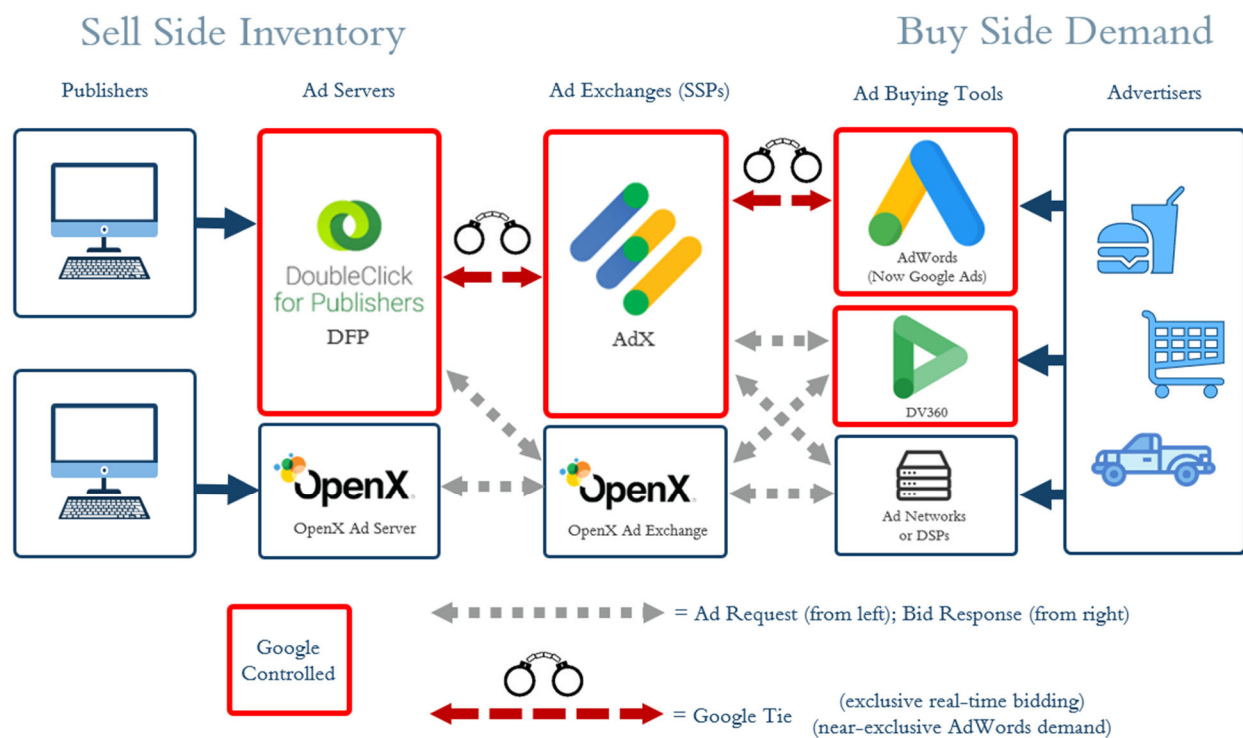 Sell Side Inventory
Buy Side Demand
Publishers
Ad Servers
Ad Exchanges (SSPs)
Ad Buying Tools
Advertisers
DoubleClick
for Publishers
DFP
AdX
AdWords
(Now Google Ads)
DV360
OpenX
OpenX Ad Server
OpenX
OpenX Ad Exchange
Ad Networks
or DSPs
Google
Controlled
= Ad Request (from left); Bid Response (from right)
= Google Tie
(exclusive real-time bidding)
(near-exclusive AdWords demand)